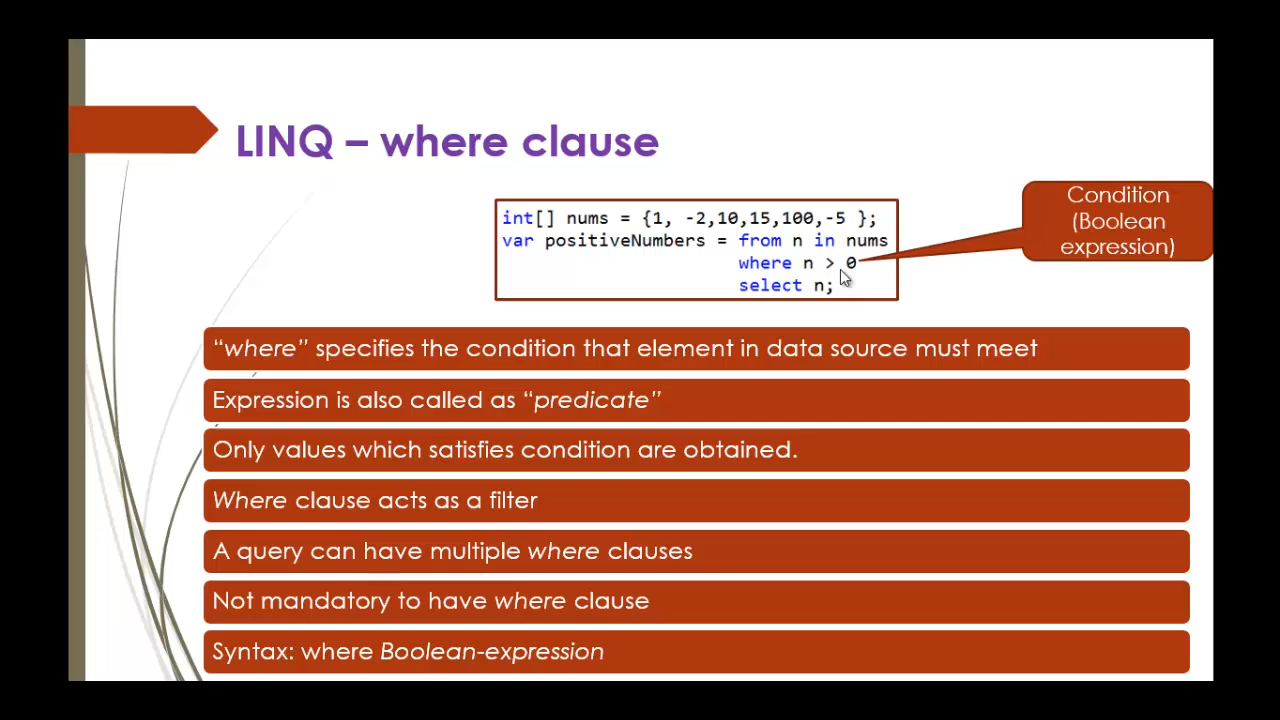 LINQ – where clause
int[] nums = {1, -2,10,15,100,-5 };
var positiveNumbers = from n in nums
where n > 0
select n;
Condition
(Boolean
expression)
“where” specifies the condition that element in data source must meet
Expression is also called as “predicate”
Only values which satisfies condition are obtained.
Where clause acts as a filter
A query can have multiple where clauses
Not mandatory to have where clause
Syntax: where Boolean-expression